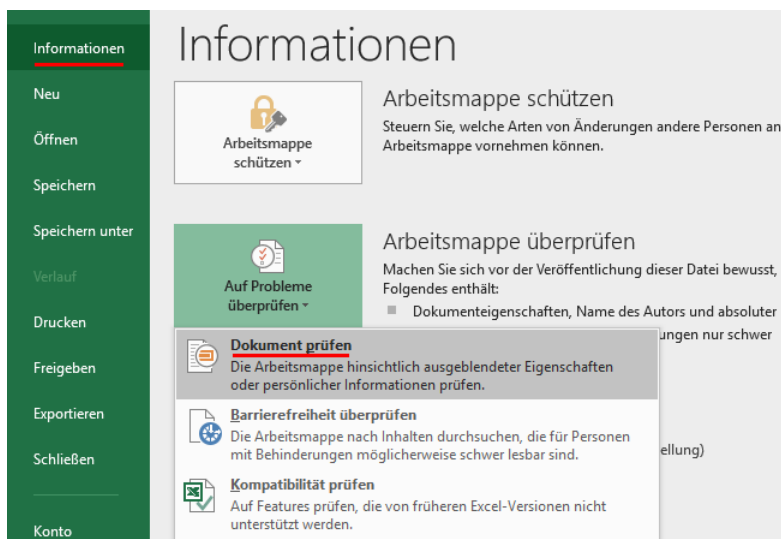 Informationen
Neu
Öffnen
Speichern
Speichern unter
Verlauf
Drucken
Freigeben
Exportieren
Schließen
Konto
Informationen
Arbeitsmappe
schützen
Arbeitsmappe schützen
Steuern Sie, welche Arten von Änderungen andere Personen an
Arbeitsmappe vornehmen können.
Auf Probleme
überprüfen
Arbeitsmappe überprüfen
Machen Sie sich vor der Veröffentlichung dieser Datei bewusst,
Folgendes enthält:
Dokumenteigenschaften, Name des Autors und absoluter
ungen nur schwer
ellung)
Dokument prüfen
Die Arbeitsmappe hinsichtlich ausgeblendeter Eigenschaften
oder persönlicher Informationen prüfen.
Barrierefreiheit überprüfen
Die Arbeitsmappe nach Inhalten durchsuchen, die für Personen
mit Behinderungen möglicherweise schwer lesbar sind.
Kompatibilität prüfen
Auf Features prüfen, die von früheren Excel-Versionen nicht
unterstützt werden.